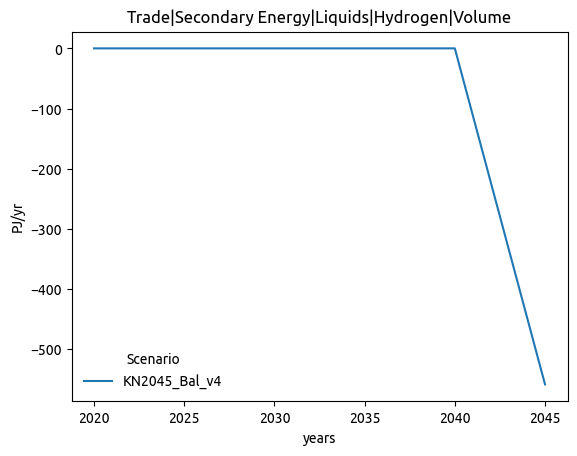 Trade|Secondary Energy|Liquids|Hydrogen|Volume
0
−100
−200
−300
−400
−500
PJ/yr
Scenario
KN2045_Bal_v4
2020 2025 2030 2035 2040 2045
years